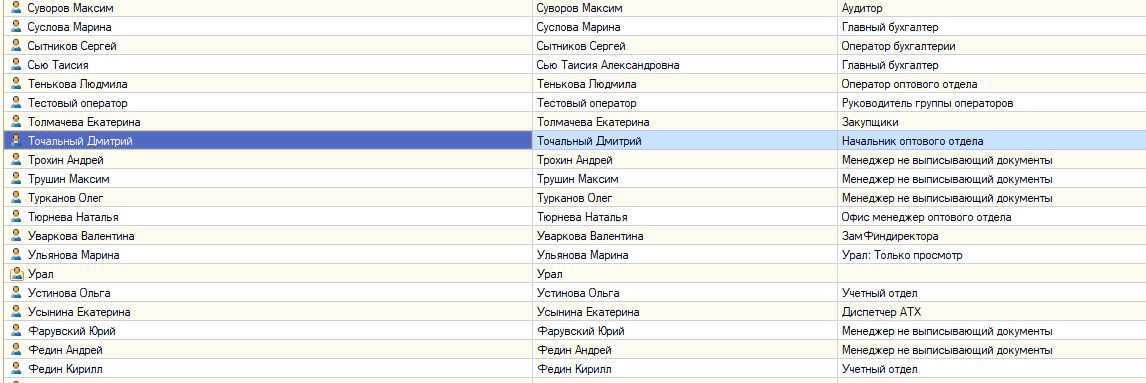 Суворов Максим Суворов Максим Аудитор
Суслова Марина Суслова Марина Главный бухгалтер
Сытников Сергей Сытников Сергей Оператор бухгалтерии
Сью Таисия Сью Таисия Александровна Главный бухгалтер
Тенькова Людмила Тенькова Людмила Оператор оптового отдела
Тестовый оператор Тестовый оператор Руководитель группы операторов
Толмачева Екатерина Толмачева Екатерина Закупщики
Точальный Дмитрий Точальный Дмитрий Начальник оптового отдела
Трохин Андрей Трохин Андрей Менеджер не выписывающий документы
Трушин Максим Трушин Максим Менеджер не выписывающий документы
Турканов Олег Турканов Олег Менеджер не выписывающий документы
Тюрнева Наталья Тюрнева Наталья Офис менеджер оптового отдела
Уваркова Валентина Уваркова Валентина ЗамФиндиректора
Ульянова Марина Ульянова Марина Урал: Только просмотр
Урал Урал
Устинова Ольга Устинова Ольга Учетный отдел
Усынина Екатерина Усынина Екатерина Диспетчер АТХ
Фарувский Юрий Фарувский Юрий Менеджер не выписывающий документы
Федин Андрей Федин Андрей Менеджер не выписывающий документы
Федин Кирилл Федин Кирилл Учетный отдел